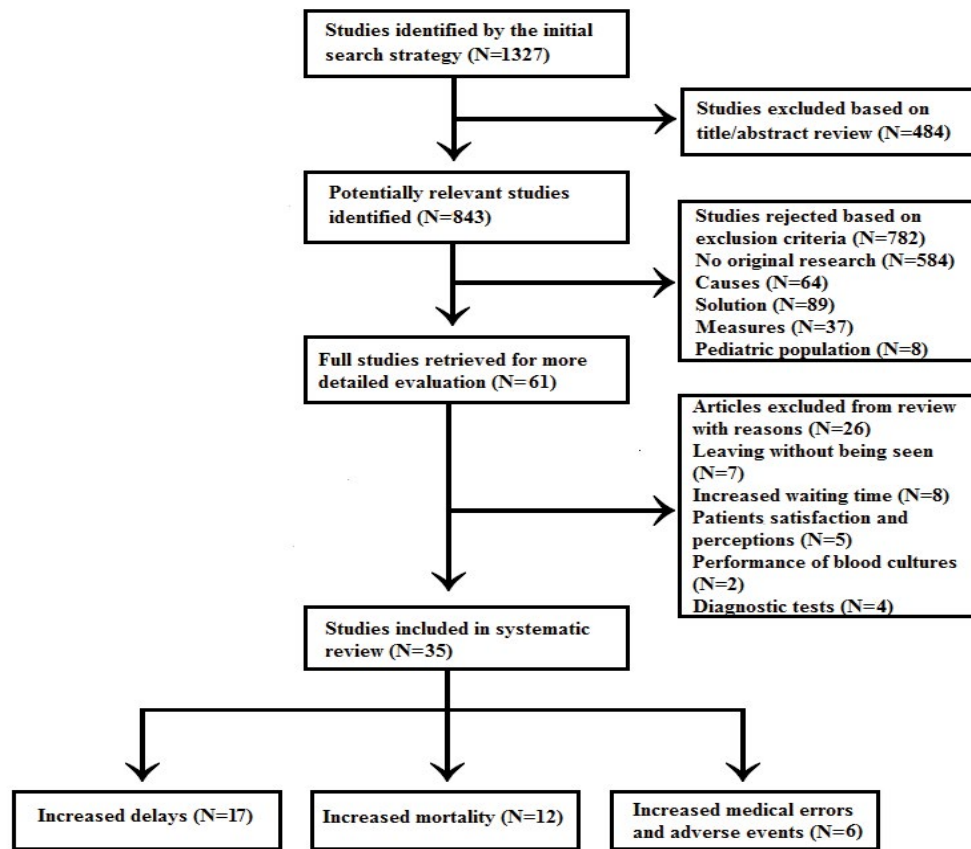 Studies identified by the initial
search strategy (N=1327)
Studies excluded based on
title/abstract review (N=484)
Potentially relevant studies
identified (N=843)
Studies rejected based on
exclusion criteria (N=782)
No original research (N=584)
Causes (N=64)
Solution (N=89)
Measures (N=37)
Pediatric population (N=8)
Full studies retrieved for more
detailed evaluation (N=61)
Articles excluded from review
with reasons (N=26)
Leaving without being seen
(N=7)
Increased waiting time (N=8)
Patients satisfaction and
perceptions (N=5)
Performance of blood cultures
(N=2)
Diagnostic tests (N=4)
Studies included in systematic
review (N=35)
Increased delays (N=17)
Increased mortality (N=12)
Increased medical errors
and adverse events (N=6)